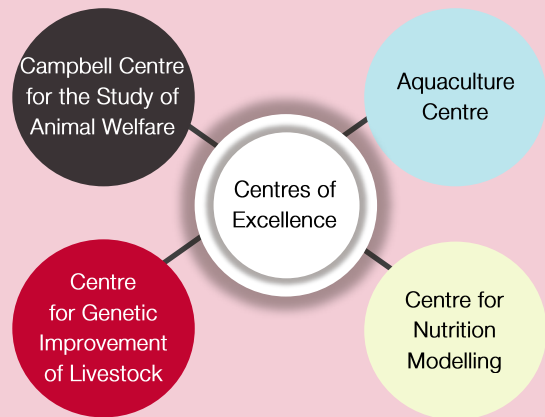 Campbell Centre
for the Study of
Animal Welfare
Aquaculture
Centre
Centres of
Excellence
Centre
for Genetic
Improvement
of Livestock
Centre for
Nutrition
Modelling